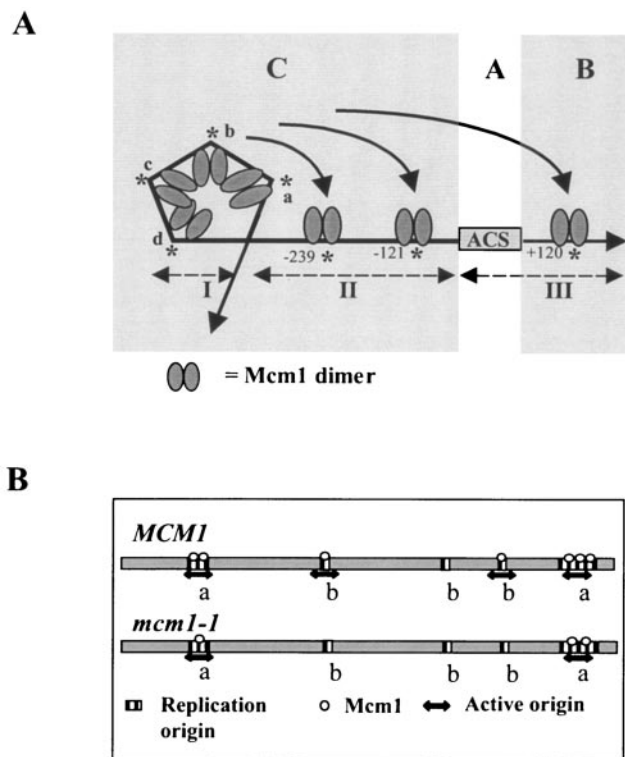 A
C A B
b
c
a
d
* * * *
ACS
-239 * -121 * +120 *
I II III
= Mcm1 dimer
B
MCM1
a b b b a
mcm1-1
a b b b a
Replication origin
Mcm1
Active origin